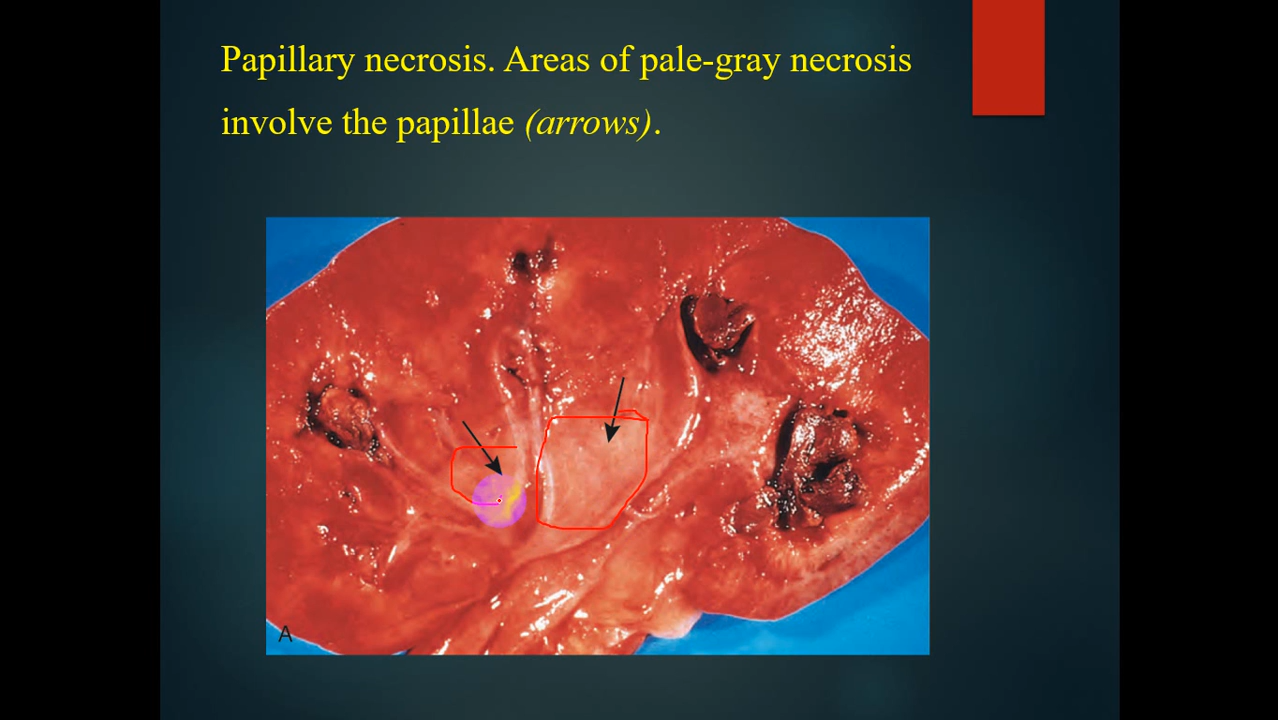 Papillary necrosis. Areas of pale-gray necrosis
involve the papillae (arrows).
A